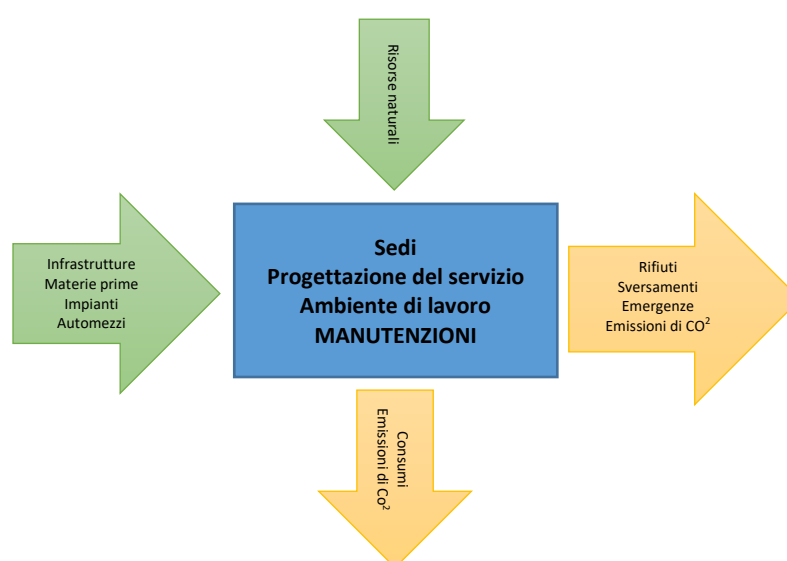 Risorse naturali
Infrastrutture
Materie prime
Impianti
Automezzi
Sedi
Progettazione del servizio
Ambiente di lavoro
MANUTENZIONI
Rifiuti
Sversamenti
Emergenze
Emissioni di CO²
Consumi
Emissioni di Co²